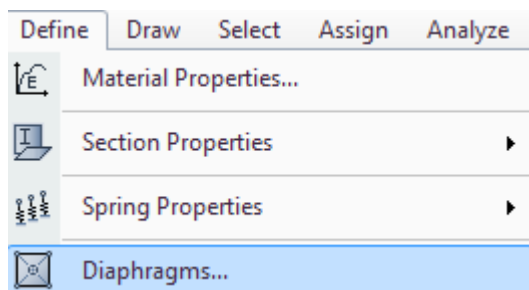 Define Draw Select Assign Analyze
Material Properties...
Section Properties
Spring Properties
Diaphragms...